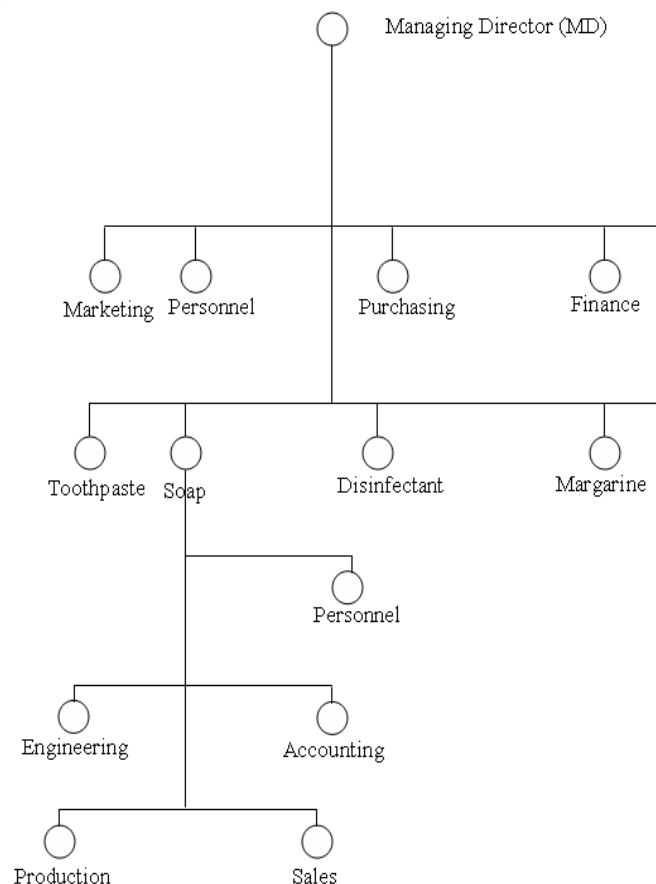 Managing Director (MD)
Marketing Personnel Purchasing Finance
Toothpaste Soap Disinfectant Margarine
Personnel
Engineering Accounting
Production Sales